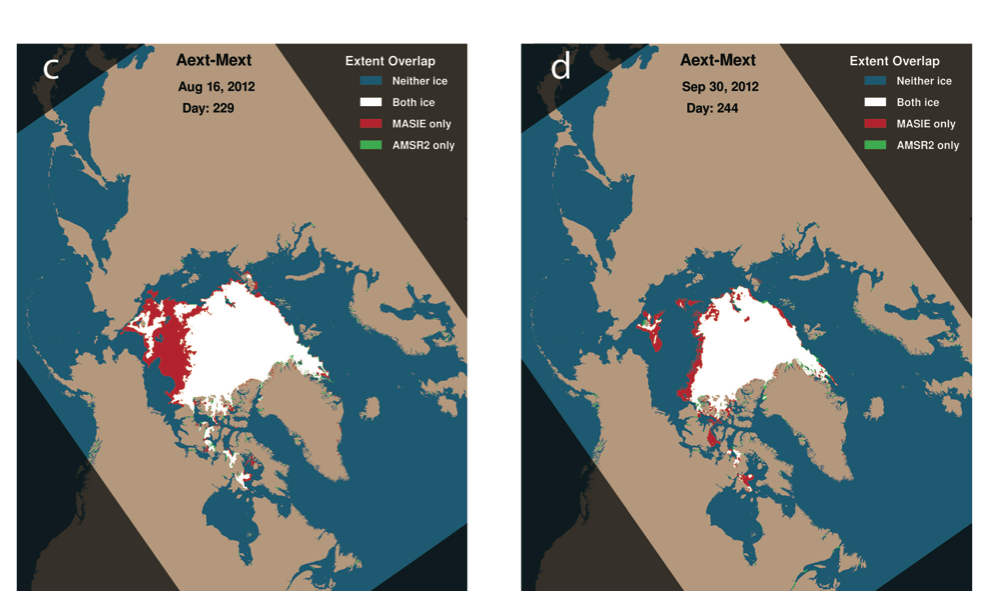 c
Aext-Mext
Aug 16, 2012
Day: 229
Extent Overlap
Neither ice
Both ice
MASIE only
AMSR2 only
d
Aext-Mext
Sep 30, 2012
Day: 244
Extent Overlap
Neither ice
Both ice
MASIE only
AMSR2 only